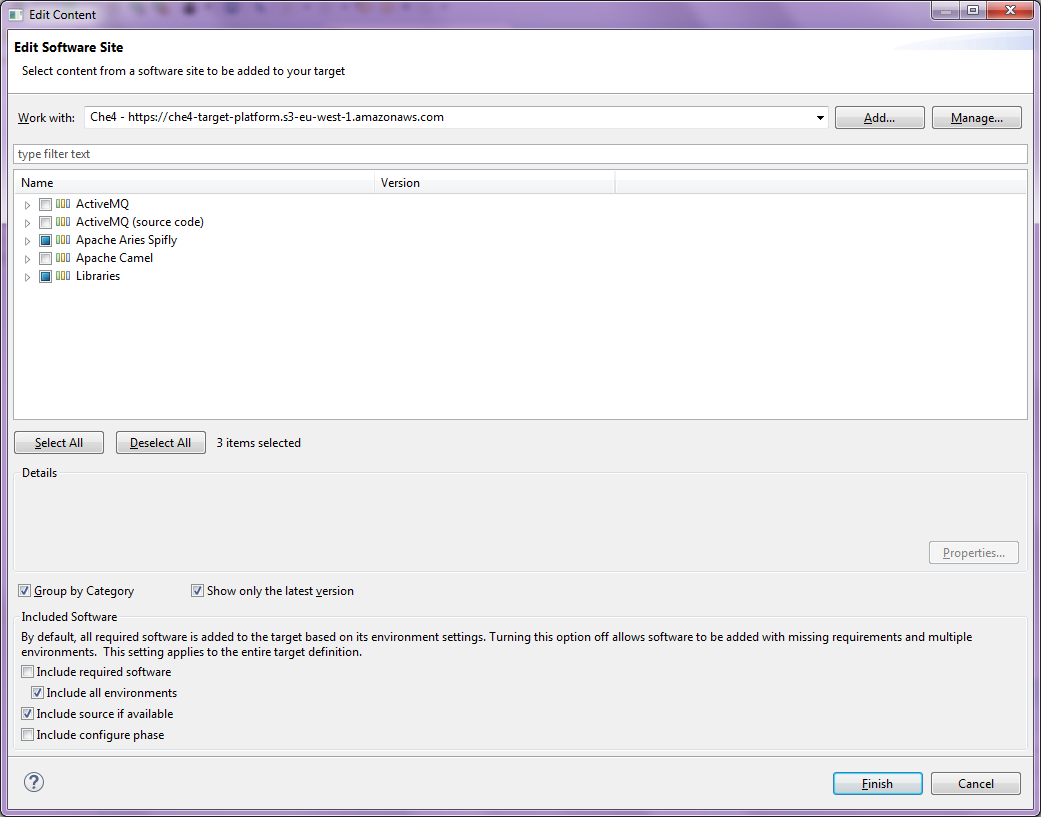 Edit Content
Edit Software Site
Select content from a software site to be added to your target
Work with: Che4 - https://che4-target-platform.s3-eu-west-1.amazonaws.com Add... Manage...
type filter text
Name Version
ActiveMQ
ActiveMQ (source code)
Apache Aries Spifly
Apache Camel
Libraries
Select All Deselect All 3 items selected
Details
Properties...
Group by Category Show only the latest version
Included Software
By default, all required software is added to the target based on its environment settings. Turning this option off allows software to be added with missing requirements and multiple
environments.  This setting applies to the entire target definition.
Include required software
Include all environments
Include source if available
Include configure phase
? Finish Cancel